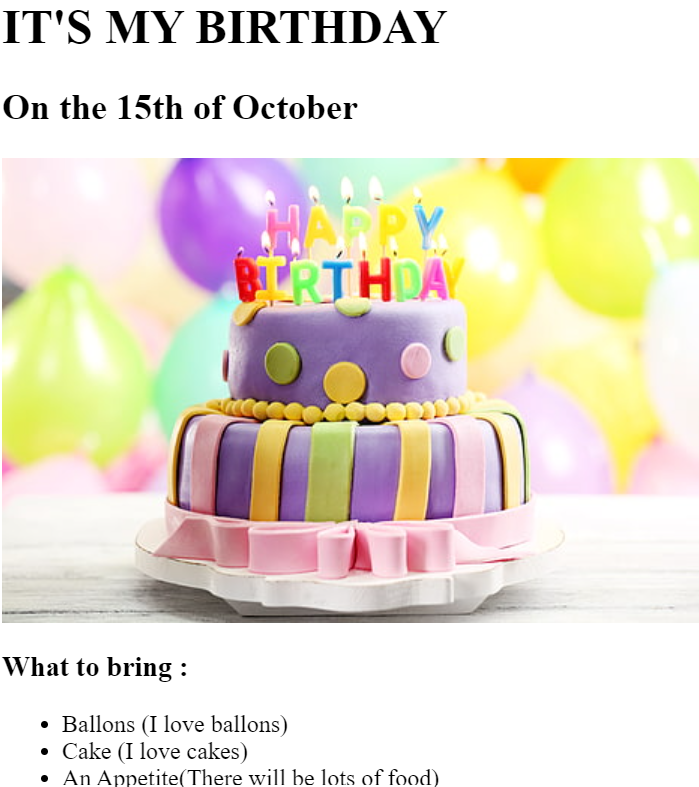 IT'S MY BIRTHDAY
On the 15th of October
HAPPY
BIRTHDAY
What to bring :
Ballons (I love ballons)
Cake (I love cakes)
An Appetite(There will be lots of food)